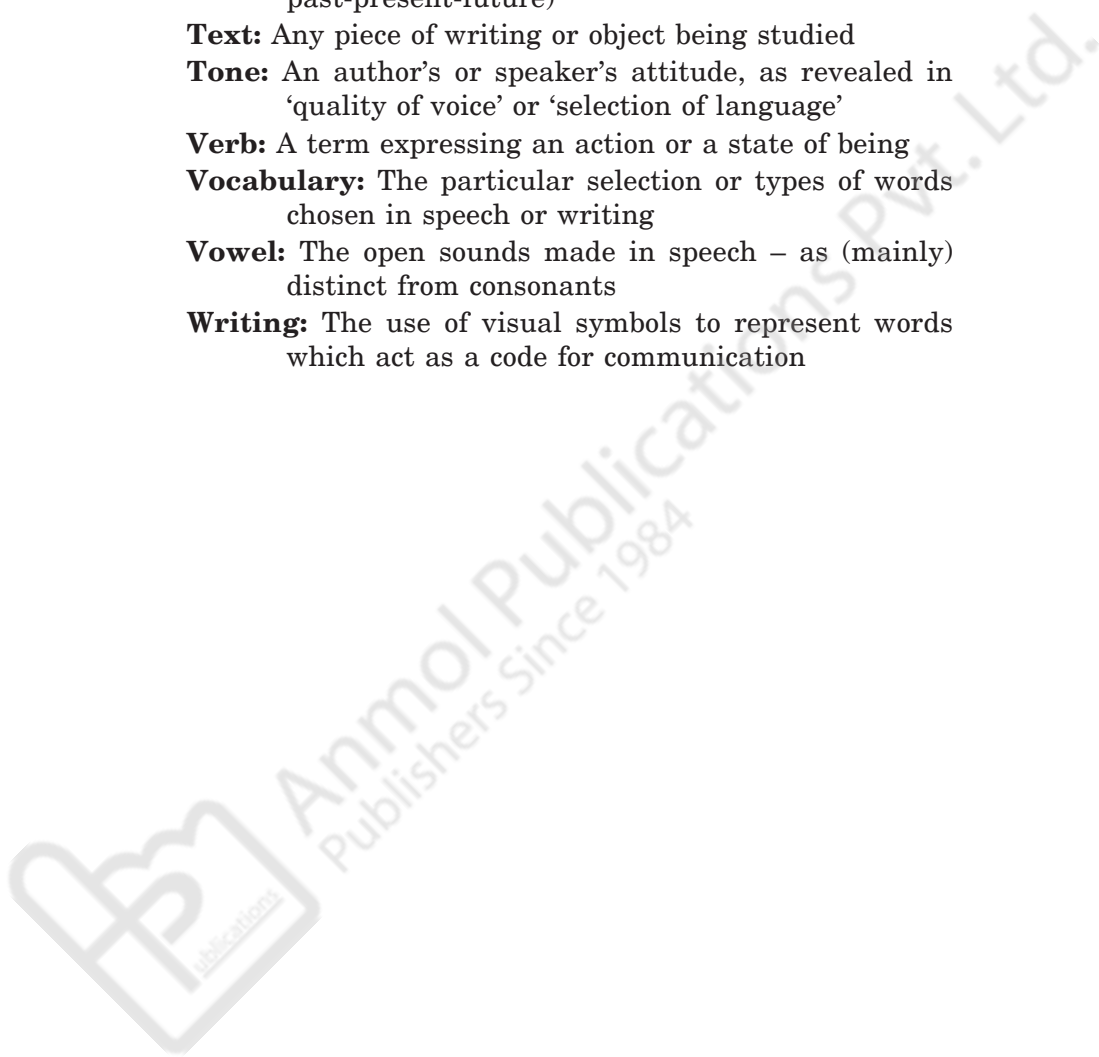 past-present-future)
Text: Any piece of writing or object being studied
Tone: An author's or speaker's attitude, as revealed in
‘quality of voice’ or ‘selection of language’
Verb: A term expressing an action or a state of being
Vocabulary: The particular selection or types of words
chosen in speech or writing
Vowel: The open sounds made in speech – as (mainly)
distinct from consonants
Writing: The use of visual symbols to represent words
which act as a code for communication
Anmol Publications Pvt. Ltd.
Publishers Since 1984
Publications